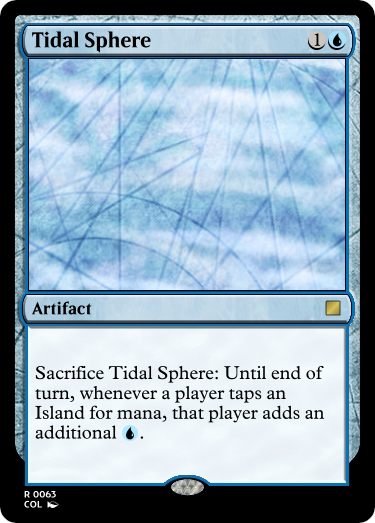 Tidal Sphere 1
Artifact
Sacrifice Tidal Sphere: Until end of
turn, whenever a player taps an
Island for mana, that player adds an
additional .
R 0063
COL